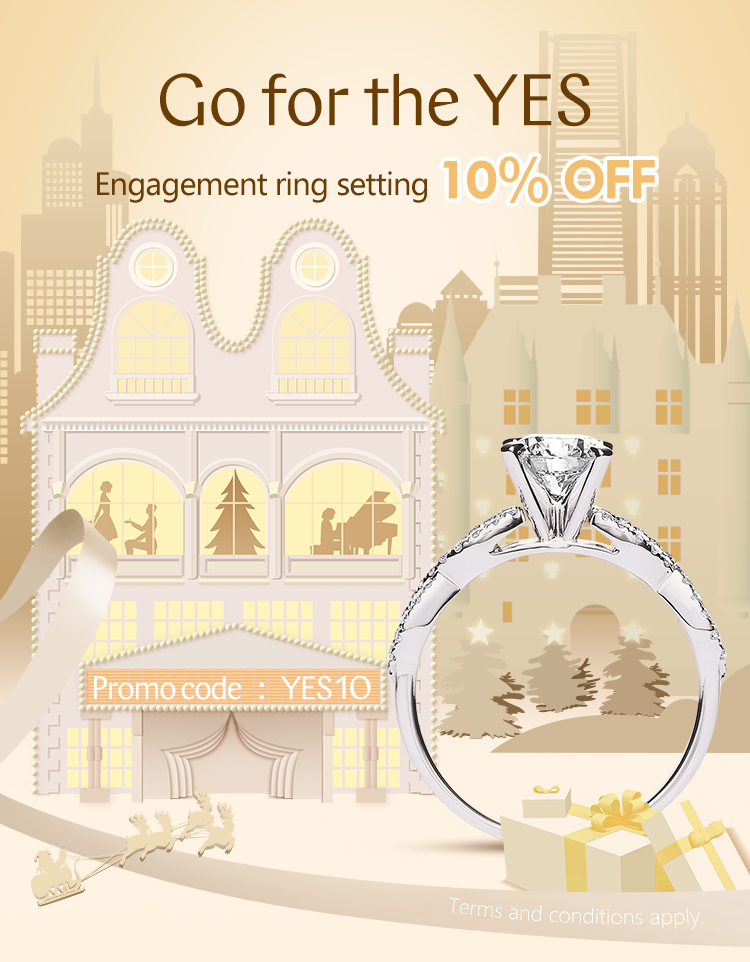 Go for the YES
Engagement ring setting 10% OFF
Promo code : YES10
Terms and conditions apply.